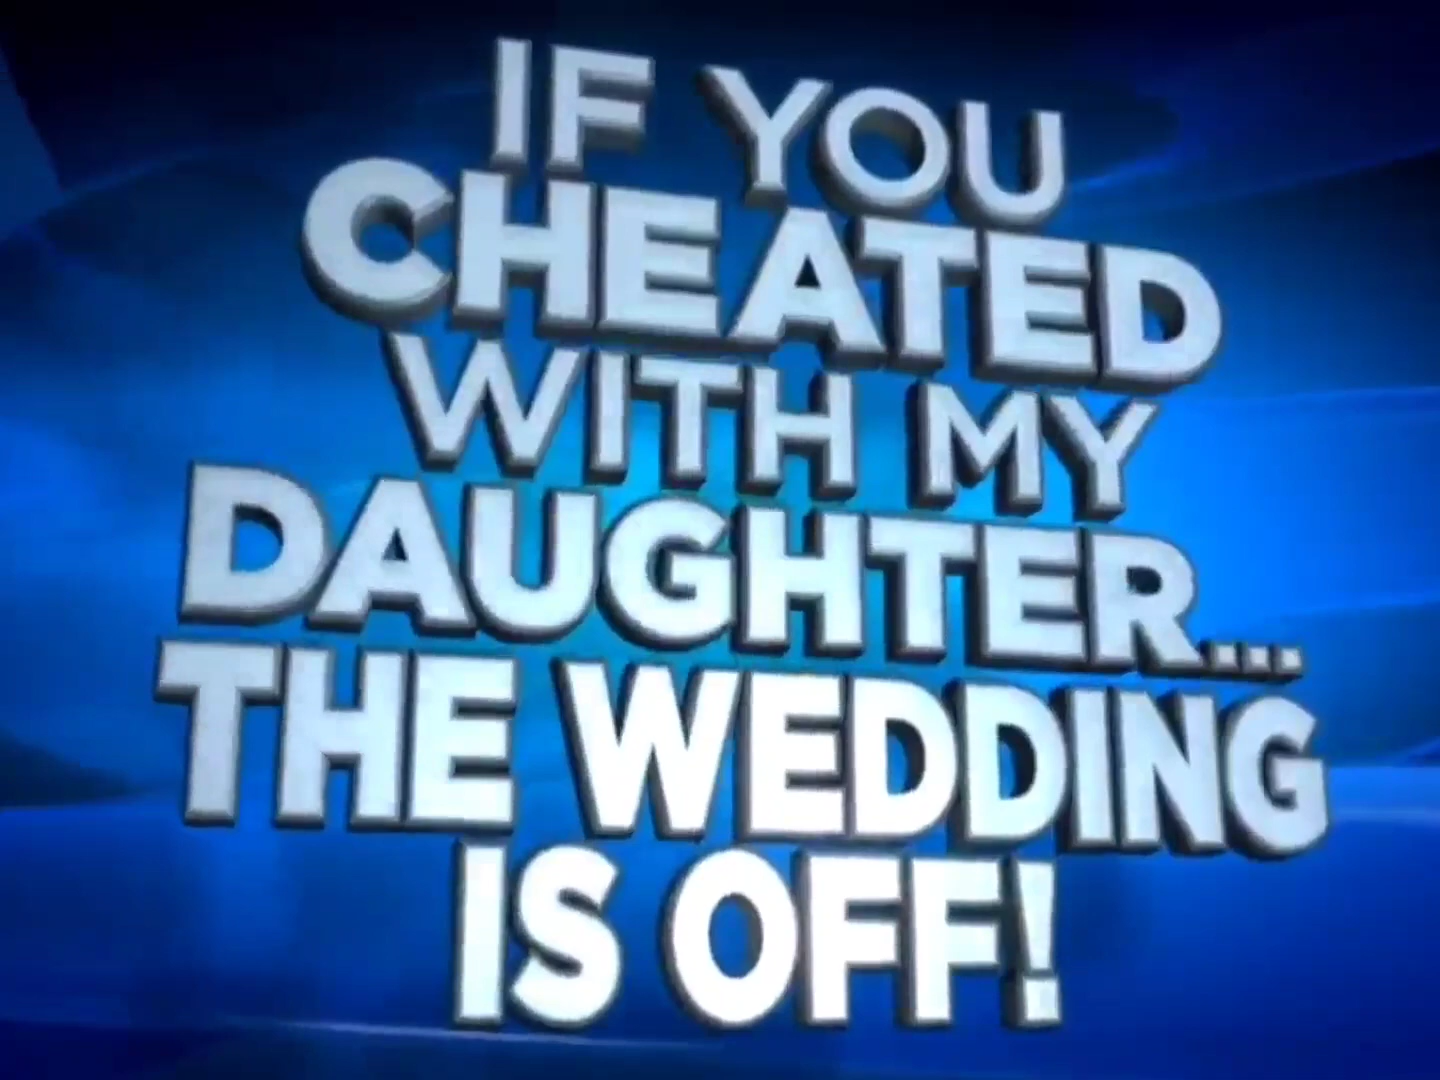 IF YOU
CHEATED
WITH MY
DAUGHTER...
THE WEDDING
IS OFF!